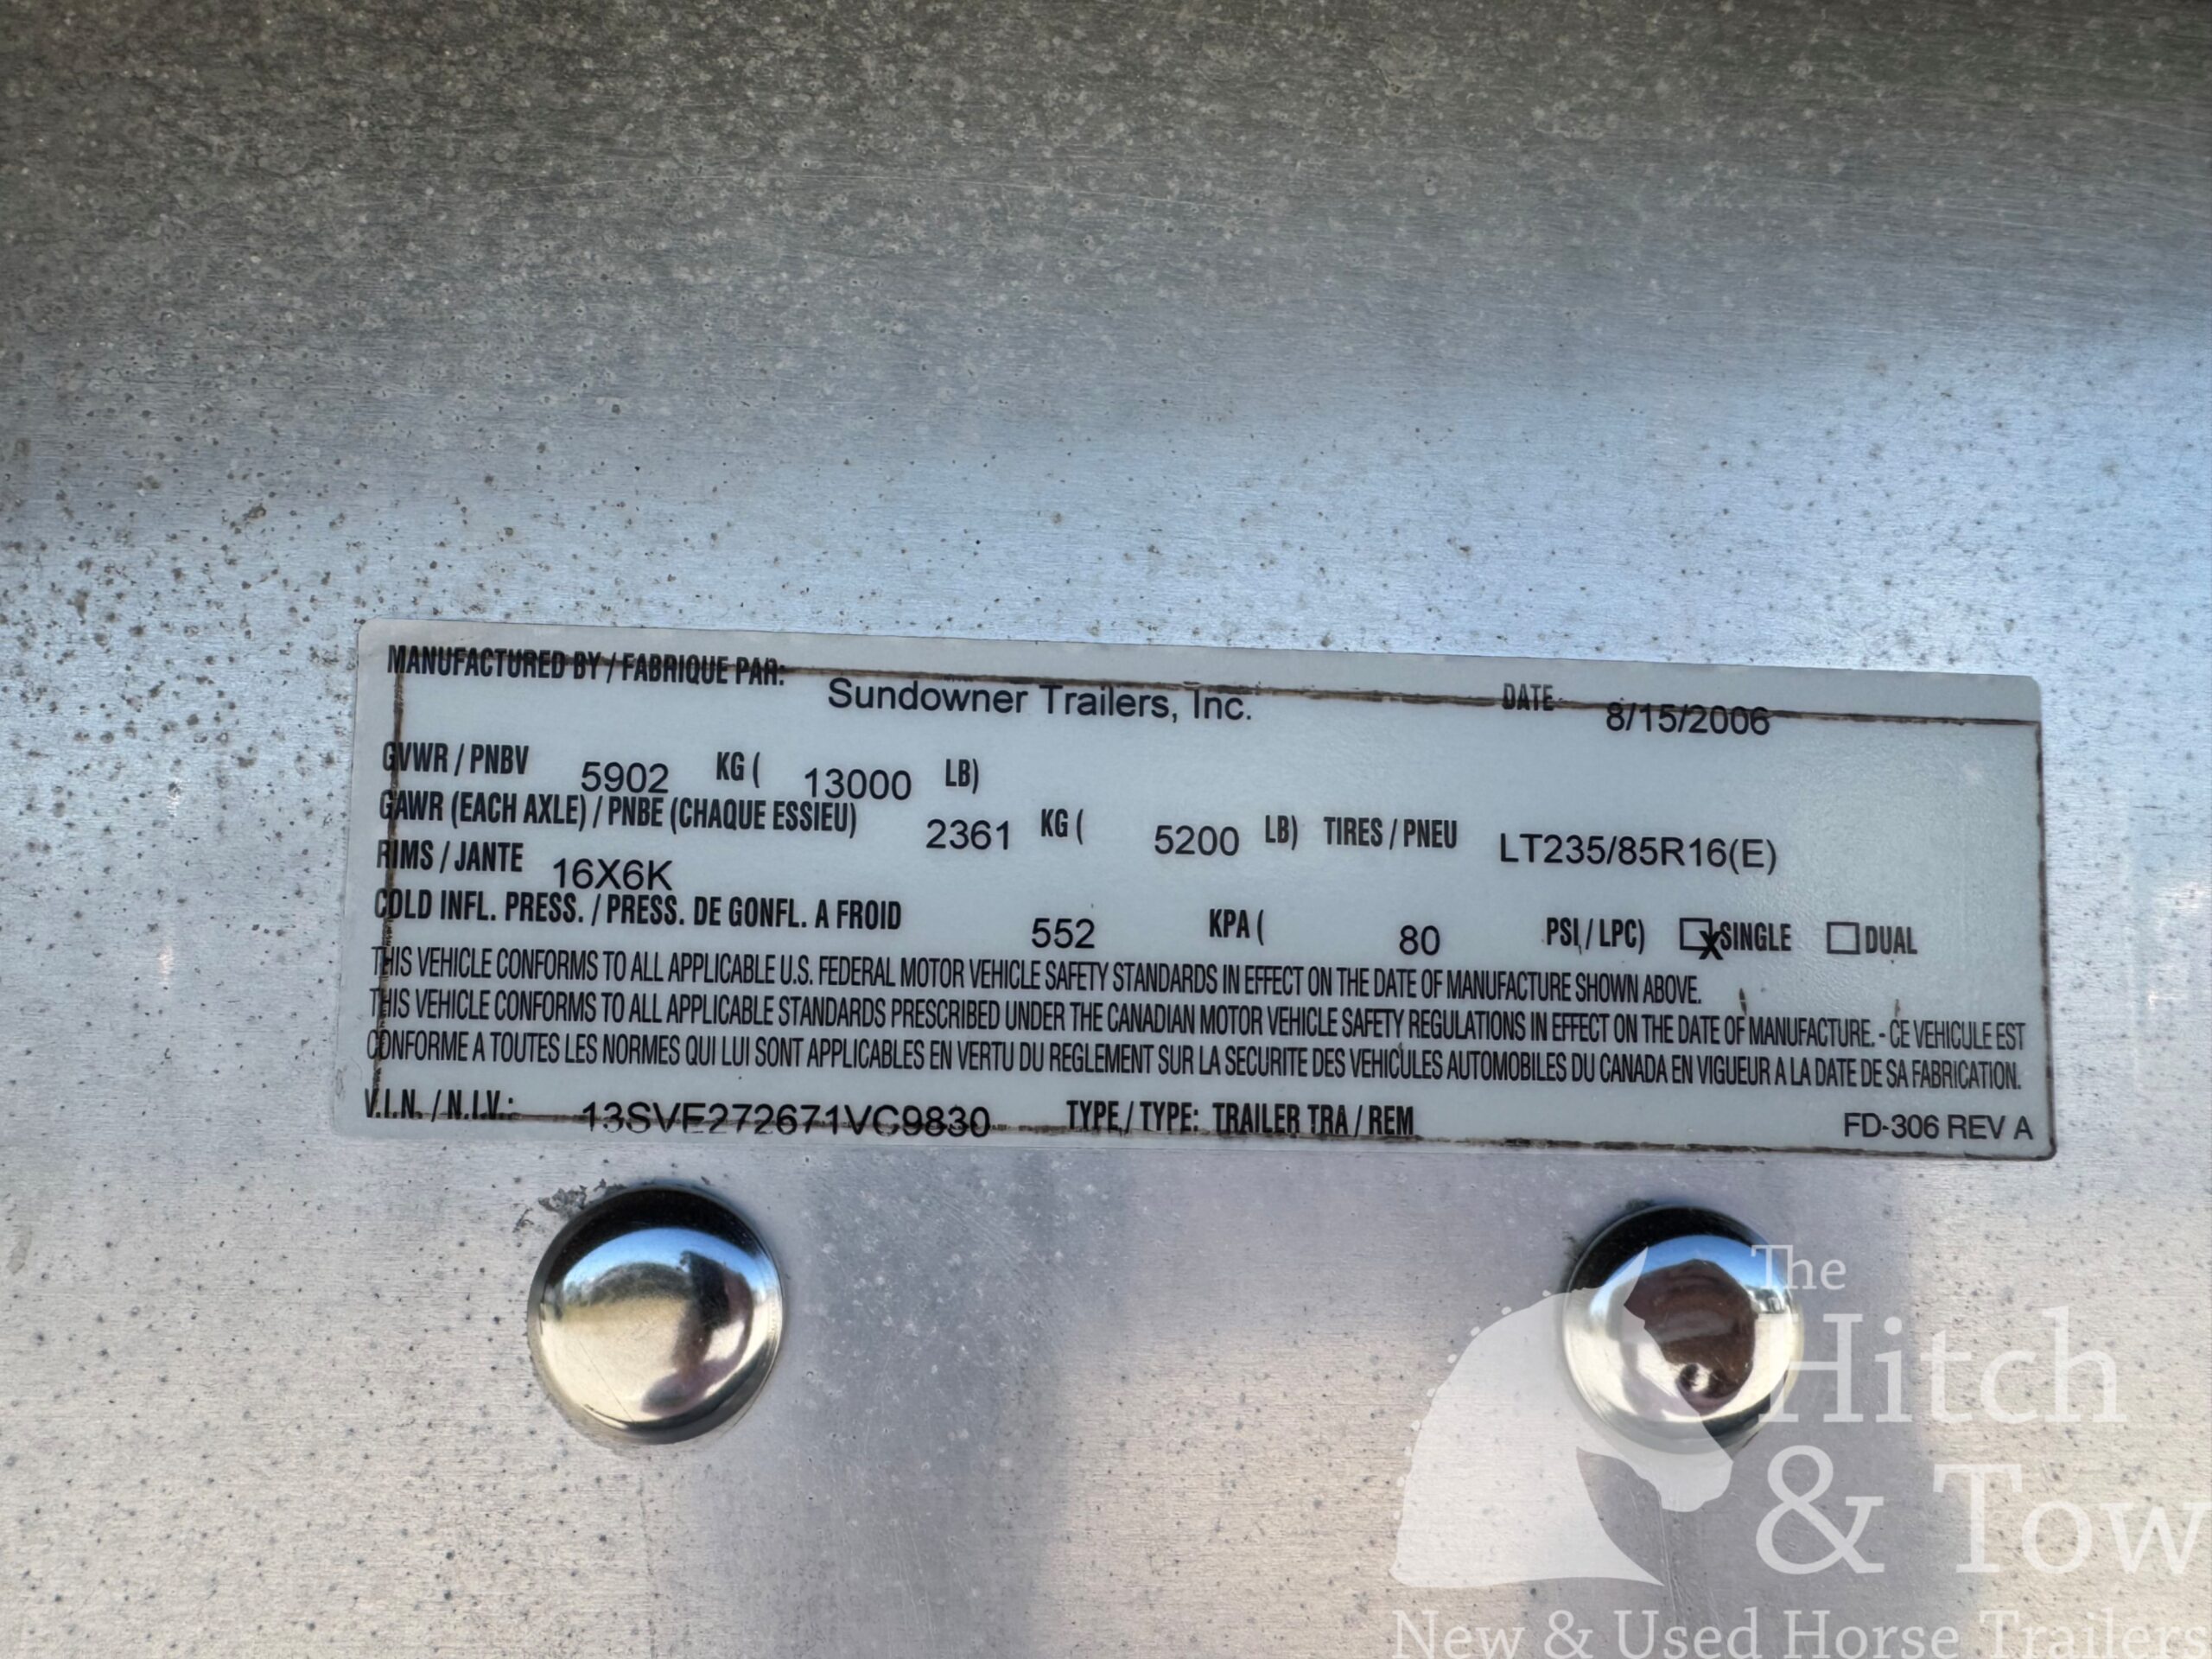 MANUFACTURED BY / FABRIQUE PAR: Sundowner Trailers, Inc. DATE 8/15/2006
GVWR / PNBV 5902 KG ( 13000 LB)
GAWR (EACH AXLE) / PNBE (CHAQUE ESSIEU) 2361 KG ( 5200 LB) TIRES / PNEU LT235/85R16(E)
RIMS / JANTE 16X6K
COLD INFL. PRESS. / PRESS. DE GONFL. A FROID 552 KPA ( 80 PSI / LPC) X SINGLE DUAL
THIS VEHICLE CONFORMS TO ALL APPLICABLE U.S. FEDERAL MOTOR VEHICLE SAFETY STANDARDS IN EFFECT ON THE DATE OF MANUFACTURE SHOWN ABOVE.
THIS VEHICLE CONFORMS TO ALL APPLICABLE STANDARDS PRESCRIBED UNDER THE CANADIAN MOTOR VEHICLE SAFETY REGULATIONS IN EFFECT ON THE DATE OF MANUFACTURE. - CE VEHICULE EST
CONFORME A TOUTES LES NORMES QUI LUI SONT APPLICABLES EN VERTU DU REGLEMENT SUR LA SECURITE DES VEHICULES AUTOMOBILES DU CANADA EN VIGUEUR A LA DATE DE SA FABRICATION.
V.I.N. / N.I.V.: 13SVE272671VC9830 TYPE / TYPE: TRAILER TRA / REM FD-306 REV A
The
Hitch
& Tow
New & Used Horse Trailers